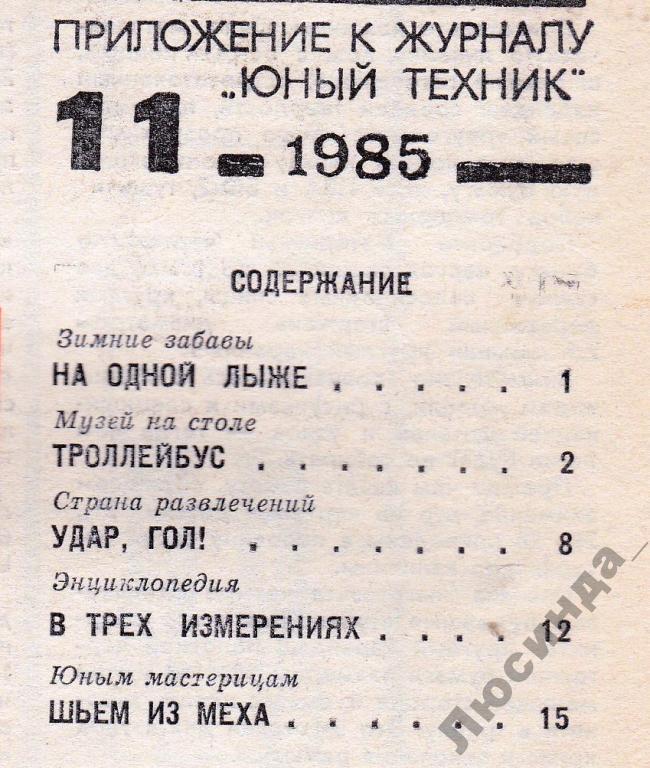 ПРИЛОЖЕНИЕ К ЖУРНАЛУ
„ЮНЫЙ ТЕХНИК“
11 — 1985
СОДЕРЖАНИЕ
Зимние забавы
НА ОДНОЙ ЛЫЖЕ . . . . . 1
Музей на столе
ТРОЛЛЕЙБУС . . . . . . . 2
Страна развлечений
УДАР, ГОЛ! . . . . . . . 8
Энциклопедия
В ТРЕХ ИЗМЕРЕНИЯХ . . . . 12
Юным мастерицам
ШЬЕМ ИЗ МЕХА . . . . . . 15
Люсинда